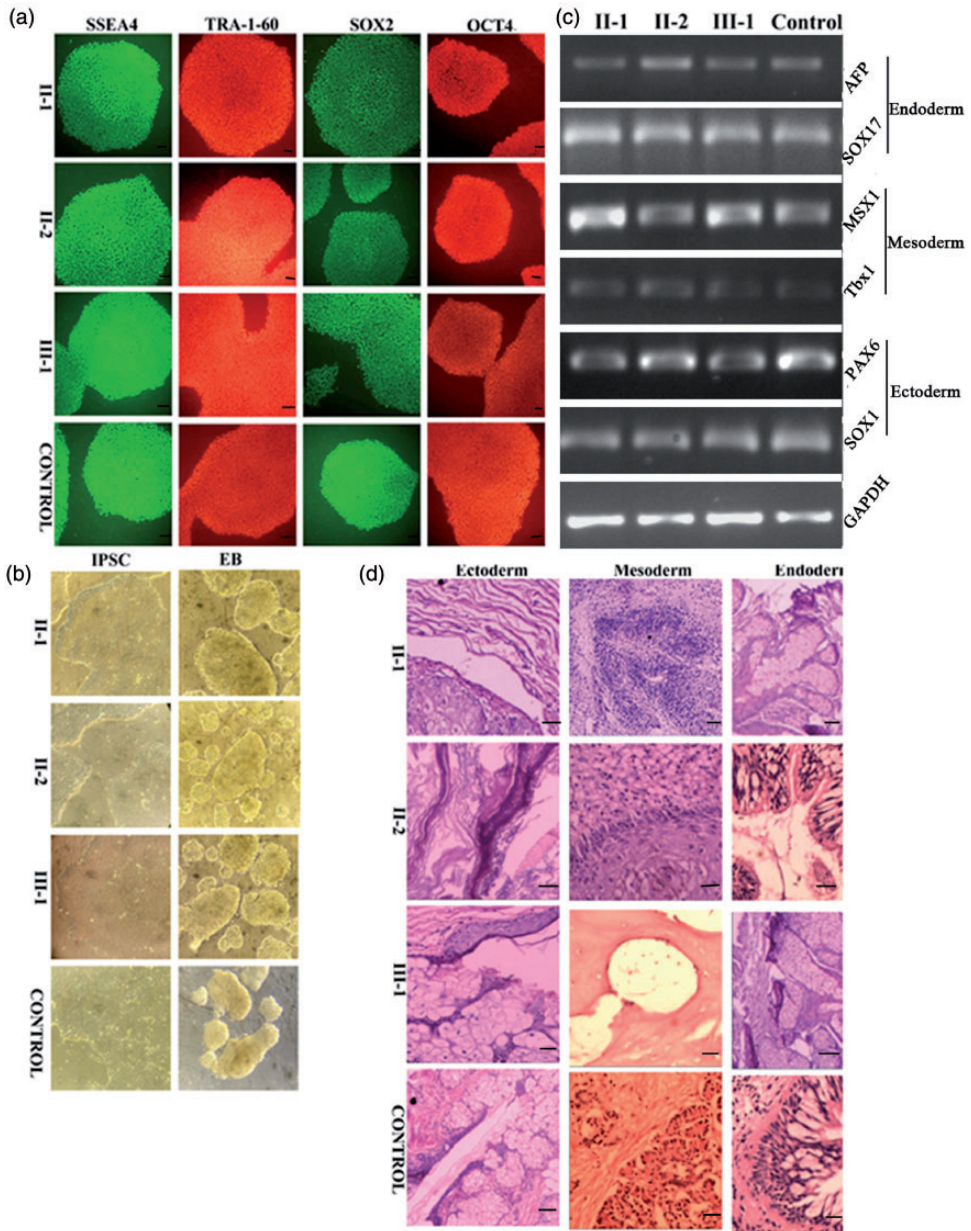 (a)
SSEA4 TRA-1-60 SOX2 OCT4
II-1
II-2
III-1
CONTROL
(b)
IPSC EB
II-1
II-2
III-1
CONTROL
(c)
II-1 II-2 III-1 Control
AFP
SOX17
Endoderm
MSX1
Tbx1
Mesoderm
PAX6
SOX1
Ectoderm
GAPDH
(d)
Ectoderm Mesoderm Endoderr
II-1
II-2
III-1
CONTROL